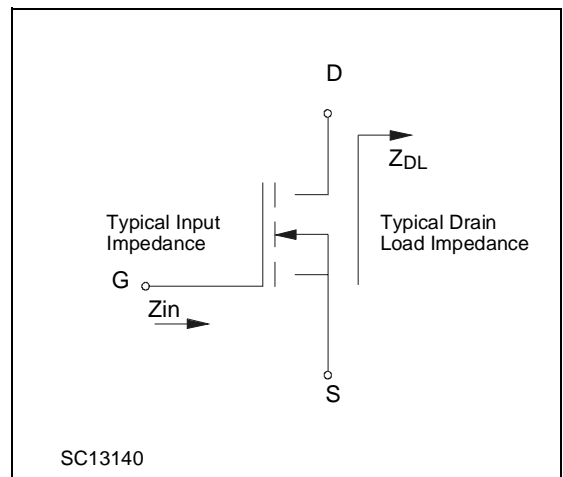 D
Z_DL
Typical Input
Impedance
Typical Drain
Load Impedance
G
Zin
S
SC13140